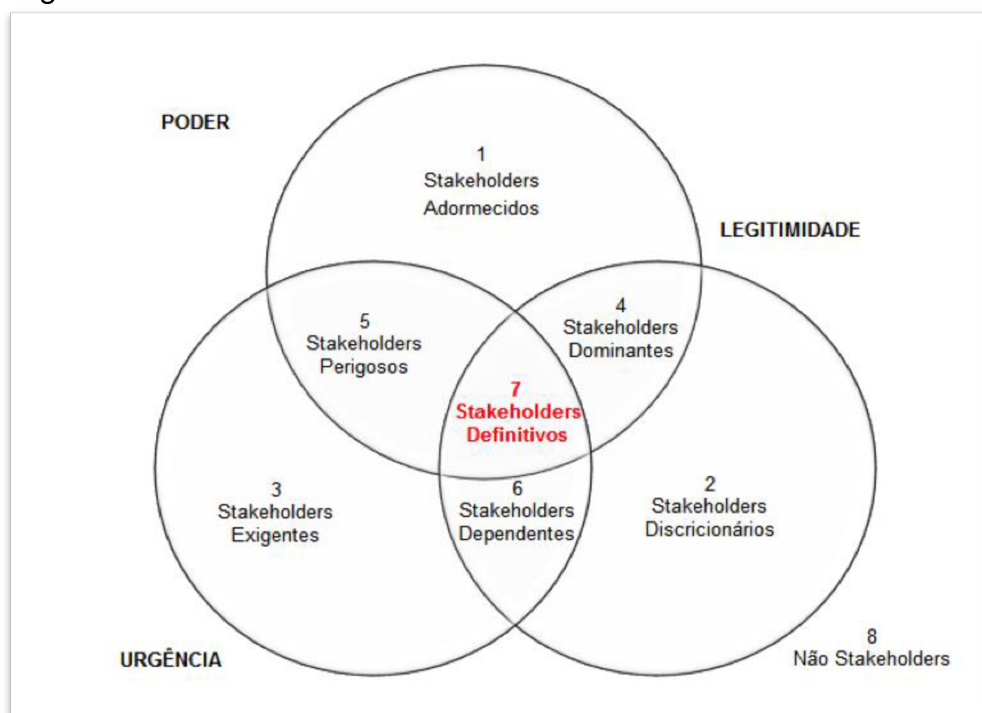 PODER
1
Stakeholders
Adormecidos
LEGITIMIDADE
4
Stakeholders
Dominantes
5
Stakeholders
Perigosos
7
Stakeholders
Definitivos
3
Stakeholders
Exigentes
6
Stakeholders
Dependentes
2
Stakeholders
Discricionários
URGÊNCIA
8
Não Stakeholders